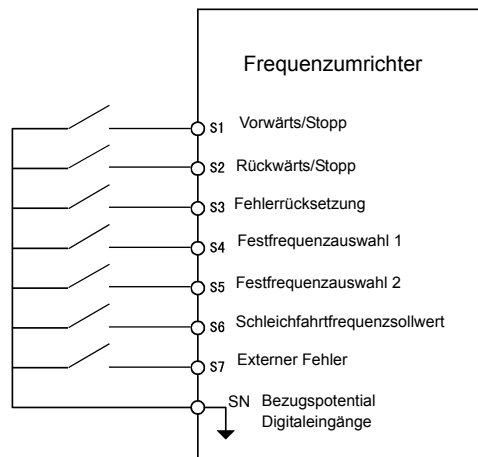 Frequenzumrichter
S1 Vorwärts/Stopp
S2 Rückwärts/Stopp
S3 Fehlerrücksetzung
S4 Festfrequenzauswahl 1
S5 Festfrequenzauswahl 2
S6 Schleichfahrtfrequenzsollwert
S7 Externer Fehler
SN Bezugspotential
Digitaleingänge